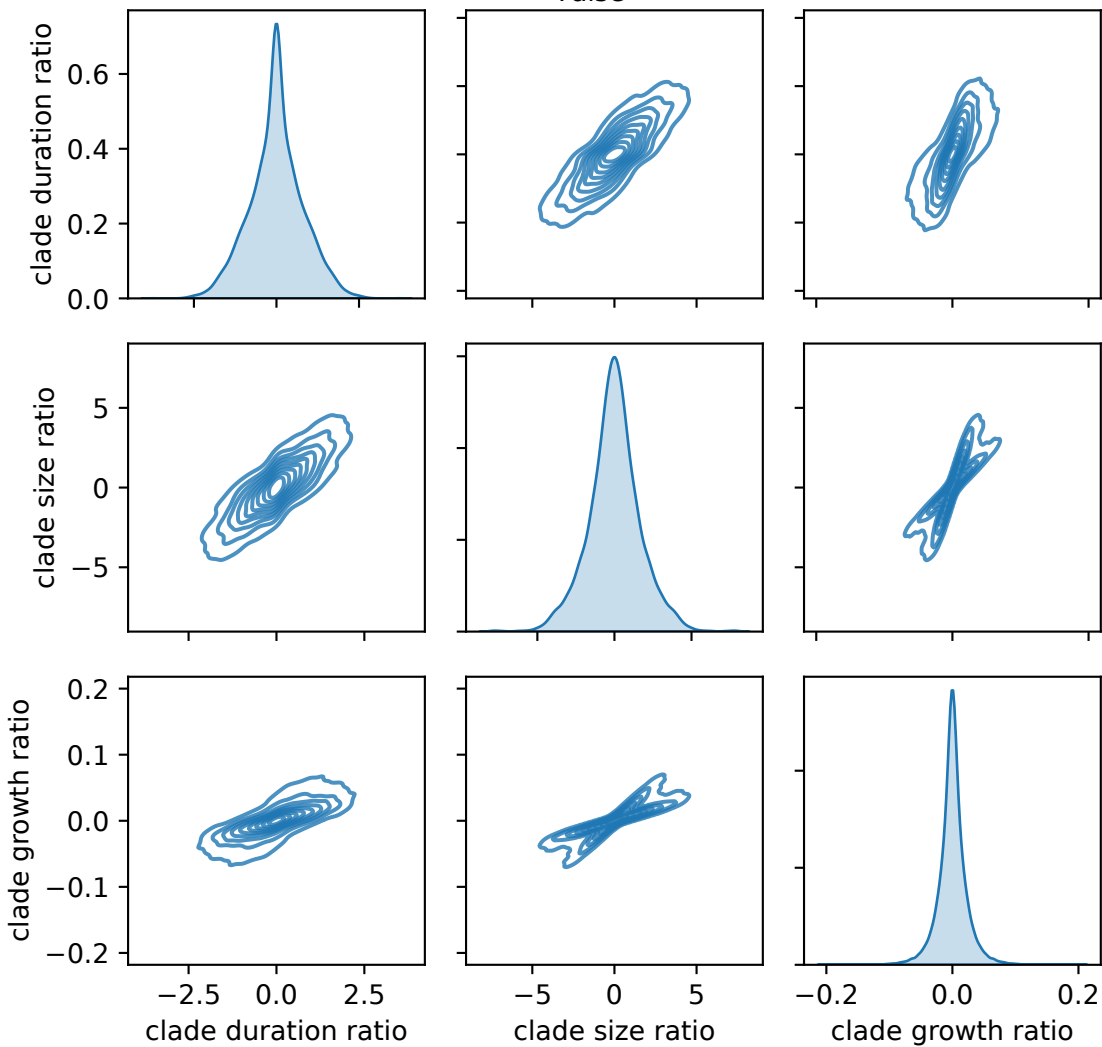 clade duration ratio
0.6
0.4
0.2
0.0
clade size ratio
5
0
−5
clade growth ratio
0.2
0.1
0.0
−0.1
−0.2
−2.5 0.0 2.5
−5 0 5
−0.2 0.0 0.2
clade duration ratio
clade size ratio
clade growth ratio